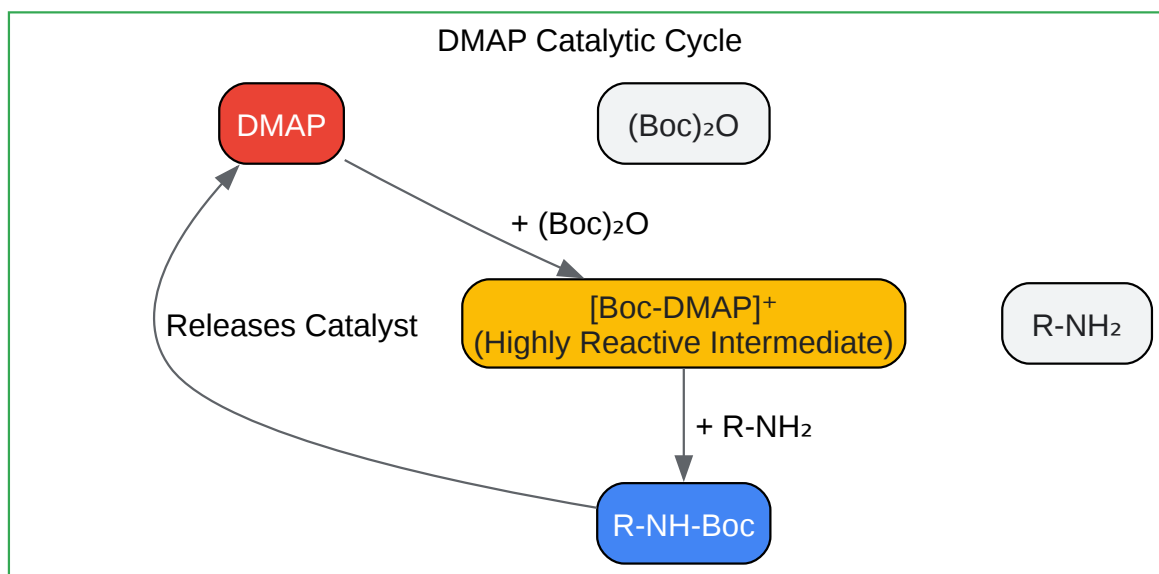 DMAP Catalytic Cycle
DMAP
(Boc)₂O
+ (Boc)₂O
[Boc-DMAP]⁺
(Highly Reactive Intermediate)
R-NH₂
Releases Catalyst
+ R-NH₂
R-NH-Boc